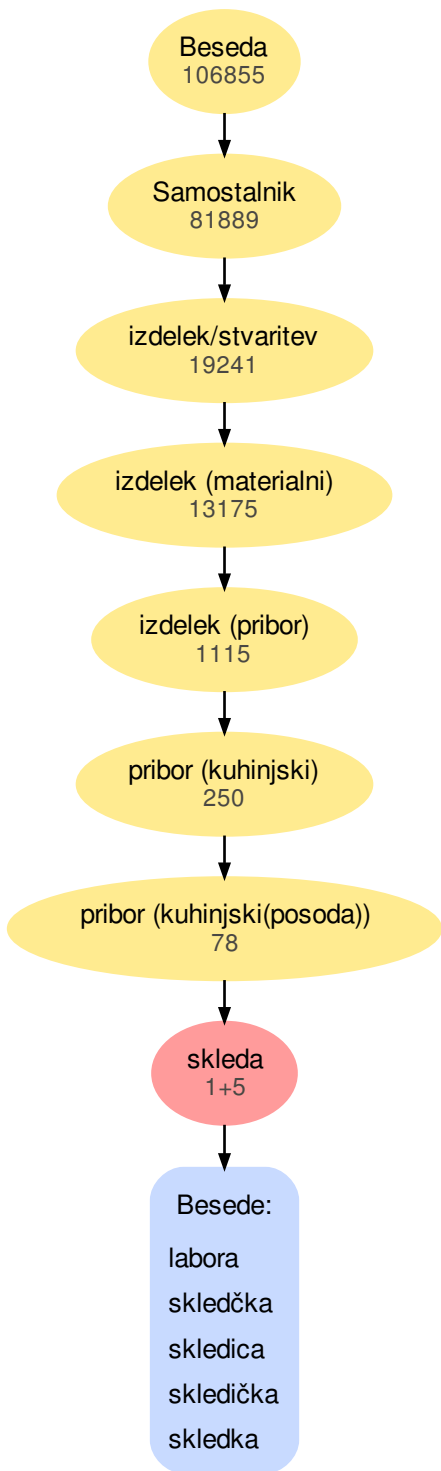 Beseda
106855
Samostalnik
81889
izdelek/stvaritev
19241
izdelek (materialni)
13175
izdelek (pribor)
1115
pribor (kuhinjski)
250
pribor (kuhinjski(posoda))
78
skleda
1+5
Besede:
labora
skledčka
skledica
skledička
skledka